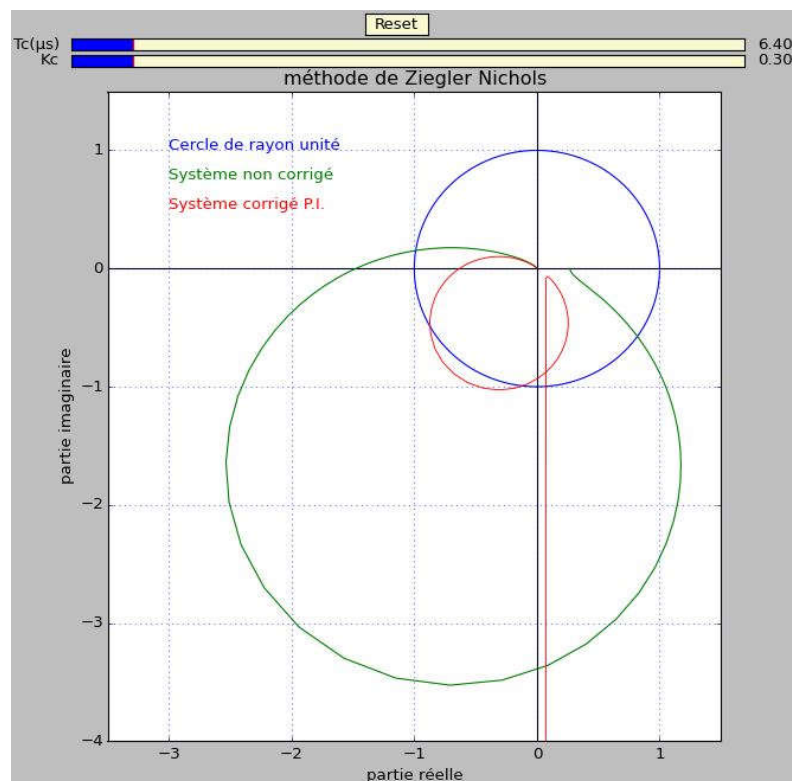 Reset
Tc(µs) 6.40
Kc 0.30
méthode de Ziegler Nichols
Cercle de rayon unité
Système non corrigé
Système corrigé P.I.
partie imaginaire
1
0
−1
−2
−3
−4
−3 −2 −1 0 1
partie réelle